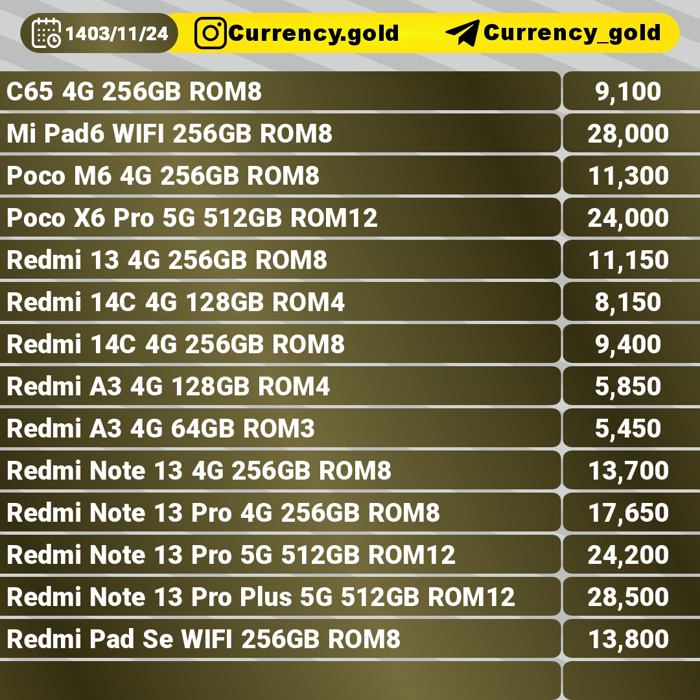 1403/11/24 Currency.gold Currency_gold
C65 4G 256GB ROM8 9,100
Mi Pad6 WIFI 256GB ROM8 28,000
Poco M6 4G 256GB ROM8 11,300
Poco X6 Pro 5G 512GB ROM12 24,000
Redmi 13 4G 256GB ROM8 11,150
Redmi 14C 4G 128GB ROM4 8,150
Redmi 14C 4G 256GB ROM8 9,400
Redmi A3 4G 128GB ROM4 5,850
Redmi A3 4G 64GB ROM3 5,450
Redmi Note 13 4G 256GB ROM8 13,700
Redmi Note 13 Pro 4G 256GB ROM8 17,650
Redmi Note 13 Pro 5G 512GB ROM12 24,200
Redmi Note 13 Pro Plus 5G 512GB ROM12 28,500
Redmi Pad Se WIFI 256GB ROM8 13,800